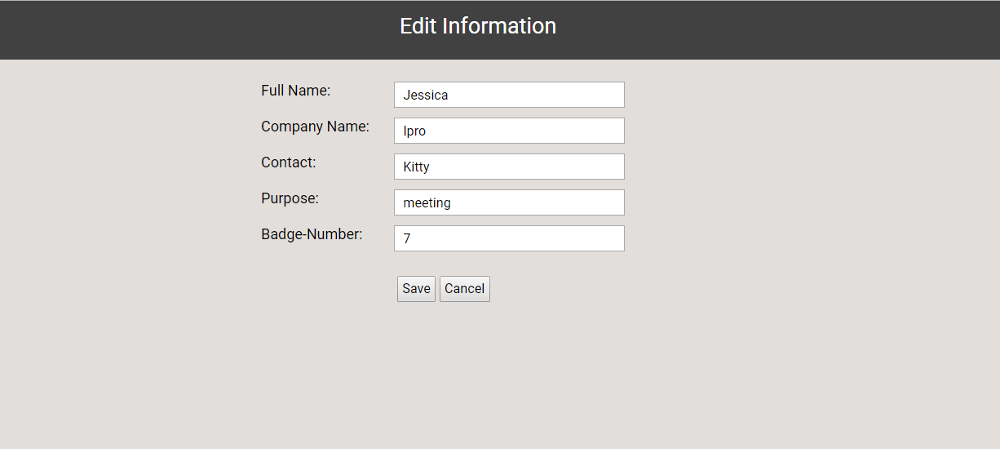 Edit Information
Full Name: Jessica
Company Name: Ipro
Contact: Kitty
Purpose: meeting
Badge-Number: 7
Save Cancel